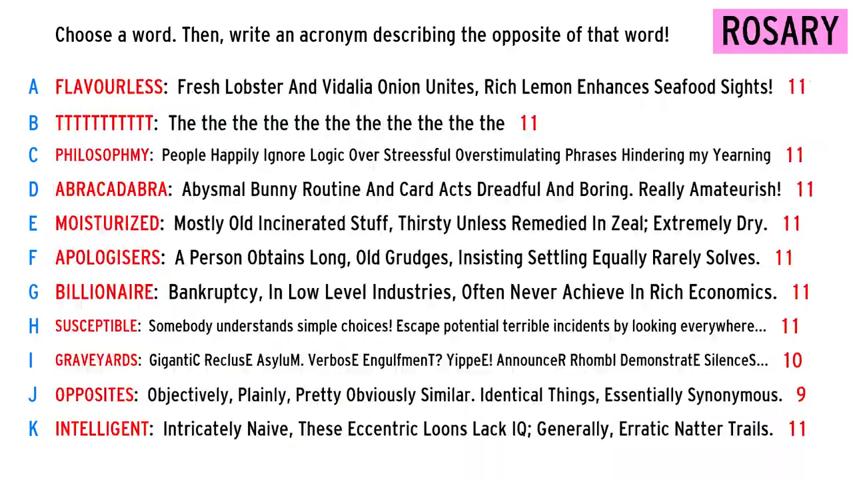 Choose a word. Then, write an acronym describing the opposite of that word!
ROSARY
A FLAVOURLESS: Fresh Lobster And Vidalia Onion Unites, Rich Lemon Enhances Seafood Sights! 11
B TTTTTTTTTTT: The the the the the the the the the the the 11
C PHILOSOPHMY: People Happily Ignore Logic Over Streessful Overstimulating Phrases Hindering my Yearning 11
D ABRACADABRA: Abysmal Bunny Routine And Card Acts Dreadful And Boring. Really Amateurish! 11
E MOISTURIZED: Mostly Old Incinerated Stuff, Thirsty Unless Remedied In Zeal; Extremely Dry. 11
F APOLOGISERS: A Person Obtains Long, Old Grudges, Insisting Settling Equally Rarely Solves. 11
G BILLIONAIRE: Bankruptcy, In Low Level Industries, Often Never Achieve In Rich Economics. 11
H SUSCEPTIBLE: Somebody understands simple choices! Escape potential terrible incidents by looking everywhere... 11
I GRAVEYARDS: GigantiC ReclusE AsyluM. VerbosE EngulfmenT? YippeE! AnnounceR RhombI DemonstratE SilenceS... 10
J OPPOSITES: Objectively, Plainly, Pretty Obviously Similar. Identical Things, Essentially Synonymous. 9
K INTELLIGENT: Intricately Naive, These Eccentric Loons Lack IQ; Generally, Erratic Natter Trails. 11